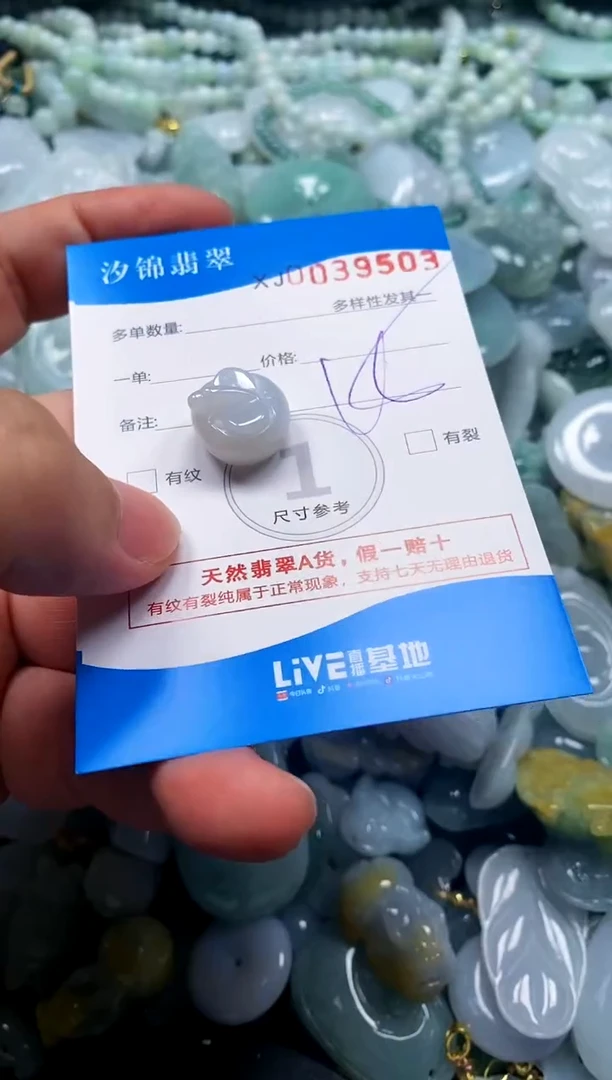 汐锦翡翠
XJ0039503
多单数量:
多样性发其一
一单:
价格:
备注:
有纹
有裂
1
尺寸参考
天然翡翠A货，假一赔十
有纹有裂纯属于正常现象，支持七天无理由退货
LiVE直播基地